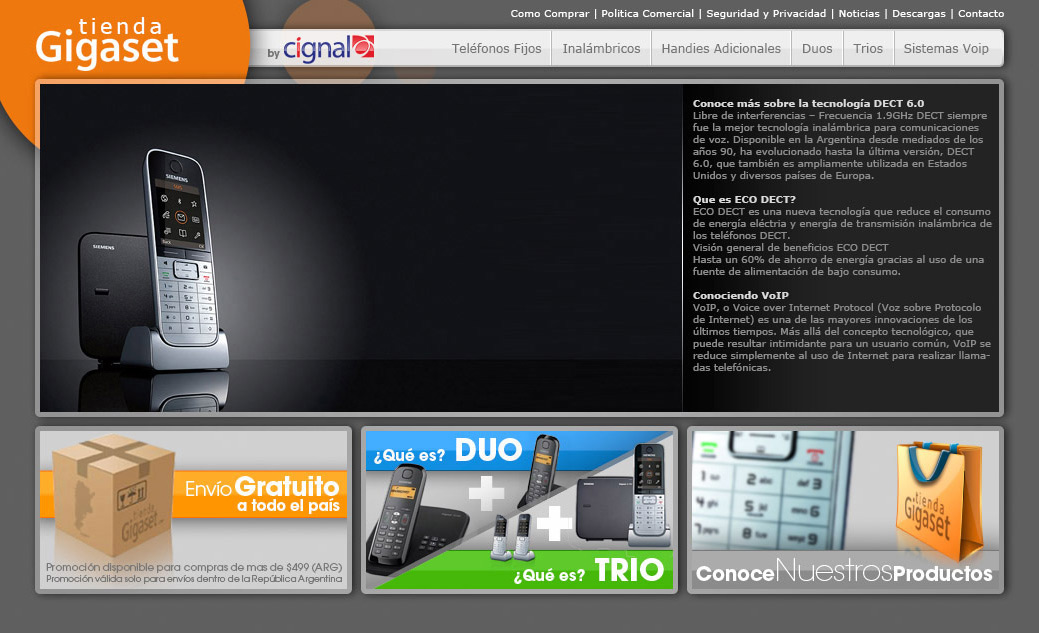 Como Comprar | Politica Comercial | Seguridad y Privacidad | Noticias | Descargas | Contacto
tienda
Gigaset
by cignal
Teléfonos Fijos Inalámbricos Handies Adicionales Duos Trios Sistemas Voip
SIEMENS
SIEMENS
Conoce más sobre la tecnología DECT 6.0
Libre de interferencias – Frecuencia 1.9GHz DECT siempre
fue la mejor tecnología inalámbrica para comunicaciones
de voz. Disponible en la Argentina desde mediados de los
años 90, ha evolucionado hasta la última versión, DECT
6.0, que también es ampliamente utilizada en Estados
Unidos y diversos países de Europa.
Que es ECO DECT?
ECO DECT es una nueva tecnología que reduce el consumo
de energía eléctria y energía de transmisión inalámbrica de
los teléfonos DECT.
Visión general de beneficios ECO DECT
Hasta un 60% de ahorro de energía gracias al uso de una
fuente de alimentación de bajo consumo.
Conociendo VoIP
VoIP, o Voice over Internet Protocol (Voz sobre Protocolo
de Internet) es una de las mayores innovaciones de los
últimos tiempos. Más allá del concepto tecnológico, que
puede resultar intimidante para un usuario común, VoIP se
reduce simplemente al uso de Internet para realizar llama-
das telefónicas.
Envío Gratuito
a todo el país
tienda
Gigaset
Promoción disponible para compras de mas de $499 (ARG)
Promoción válida solo para envíos dentro de la República Argentina
¿Qué es? DUO
¿Qué es? TRIO
tienda
Gigaset
Conoce Nuestros Productos